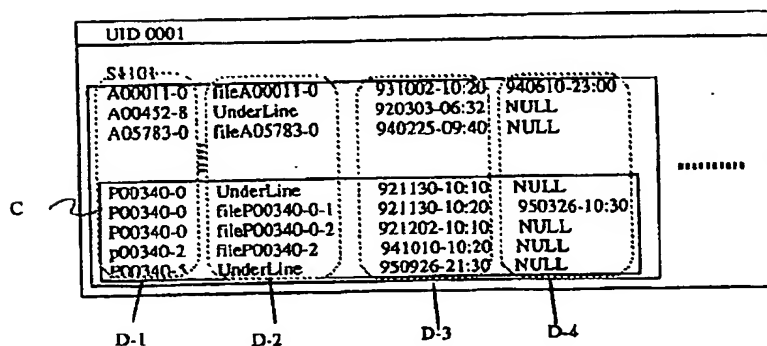 UID 0001
S4101
A00011-0 fileA00011-0 931002-10:20 940610-23:00
A00452-8 UnderLine 920303-06:32 NULL
A05783-0 fileA05783-0 940225-09:40 NULL
P00340-0 UnderLine 921130-10:10 NULL
C P00340-0 fileP00340-0-1 921130-10:20 950326-10:30
P00340-0 fileP00340-0-2 921202-10:10 NULL
p00340-2 fileP00340-2 941010-10:20 NULL
P00340-3 UnderLine 950926-21:30 NULL
D-1 D-2 D-3 D-4